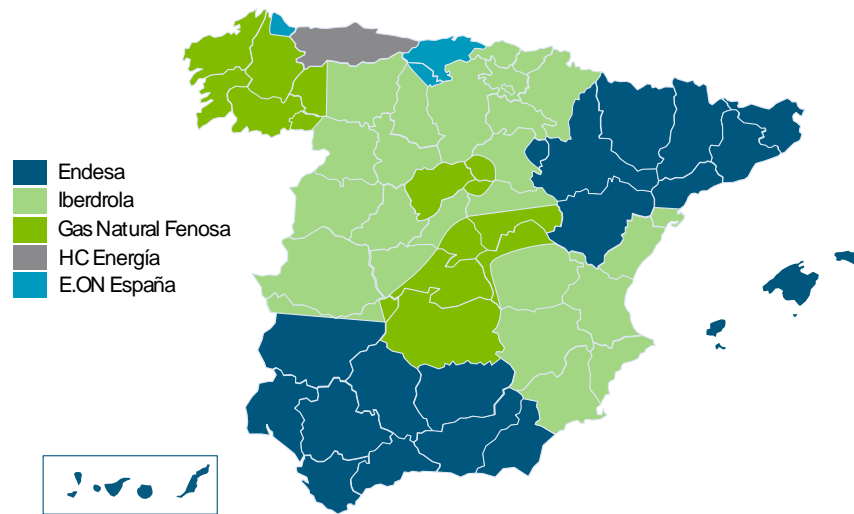 Endesa
Iberdrola
Gas Natural Fenosa
HC Energía
E.ON España